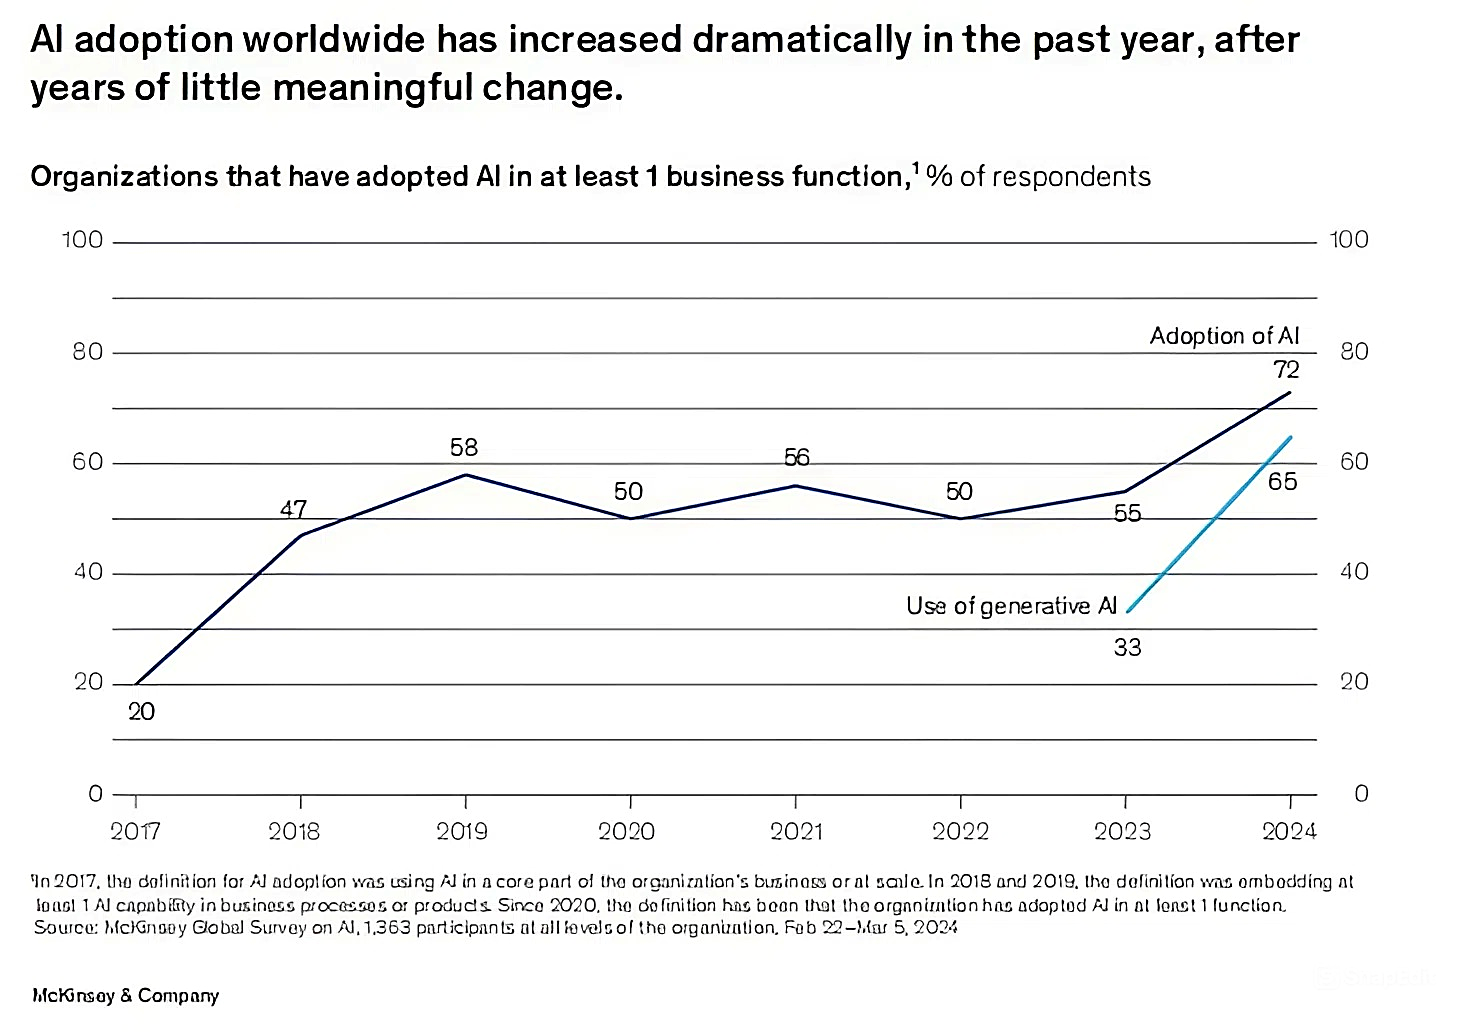 AI adoption worldwide has increased dramatically in the past year, after
years of little meaningful change.
Organizations that have adopted AI in at least 1 business function,¹ % of respondents
100 100
Adoption of AI
80 80
72
58
60 56 60
65
50 50
47
55
40 40
Use of generative AI
33
20 20
20
0 0
2017 2018 2019 2020 2021 2022 2023 2024
¹In 2017, the definition for AI adoption was using AI in a core part of the organization's business or at scale. In 2018 and 2019, the definition was embedding at
least 1 AI capability in business processes or products. Since 2020, the definition has been that the organization has adopted AI in at least 1 function.
Source: McKinsey Global Survey on AI, 1,363 participants at all levels of the organization, Feb 22–Mar 5, 2024
McKinsey & Company